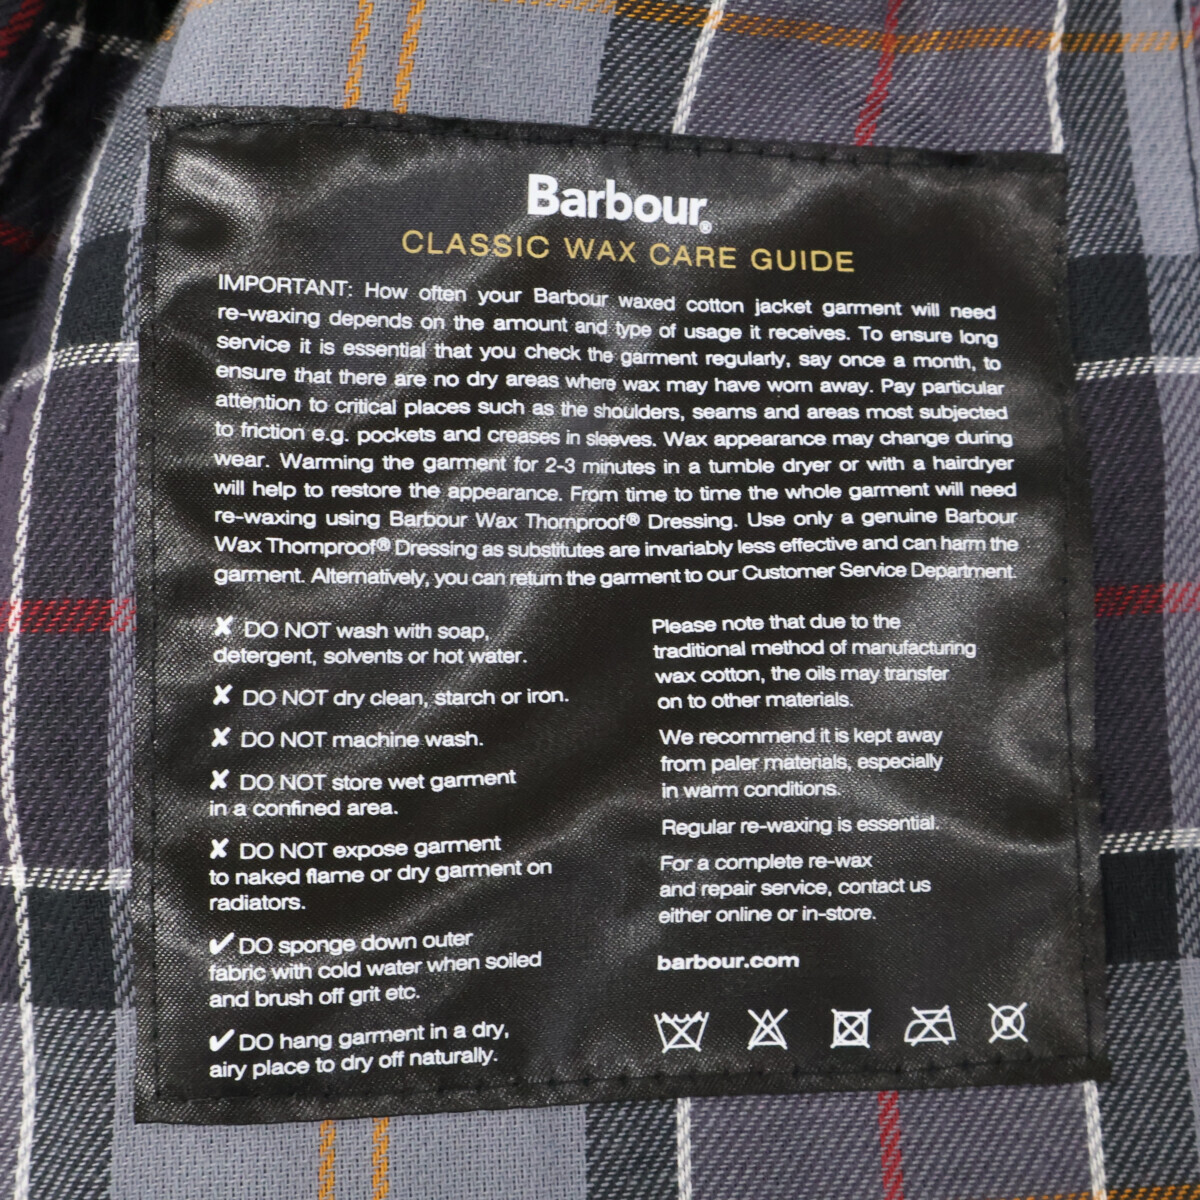 Barbour®
CLASSIC WAX CARE GUIDE
IMPORTANT: How often your Barbour waxed cotton jacket garment will need
re-waxing depends on the amount and type of usage it receives. To ensure long
service it is essential that you check the garment regularly, say once a month, to
ensure that there are no dry areas where wax may have worn away. Pay particular
attention to critical places such as the shoulders, seams and areas most subjected
to friction e.g. pockets and creases in sleeves. Wax appearance may change during
wear. Warming the garment for 2-3 minutes in a tumble dryer or with a hairdryer
will help to restore the appearance. From time to time the whole garment will need
re-waxing using Barbour Wax Thornproof® Dressing. Use only a genuine Barbour
Wax Thornproof® Dressing as substitutes are invariably less effective and can harm the
garment. Alternatively, you can return the garment to our Customer Service Department.
✘ DO NOT wash with soap,
detergent, solvents or hot water.
✘ DO NOT dry clean, starch or iron.
✘ DO NOT machine wash.
✘ DO NOT store wet garment
in a confined area.
✘ DO NOT expose garment
to naked flame or dry garment on
radiators.
✔ DO sponge down outer
fabric with cold water when soiled
and brush off grit etc.
✔ DO hang garment in a dry,
airy place to dry off naturally.
Please note that due to the
traditional method of manufacturing
wax cotton, the oils may transfer
on to other materials.
We recommend it is kept away
from paler materials, especially
in warm conditions.
Regular re-waxing is essential.
For a complete re-wax
and repair service, contact us
either online or in-store.
barbour.com